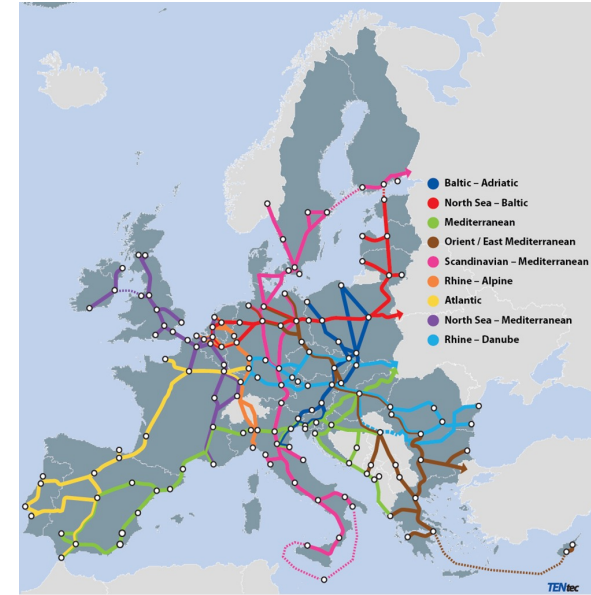 Baltic – Adriatic
North Sea – Baltic
Mediterranean
Orient / East Mediterranean
Scandinavian – Mediterranean
Rhine – Alpine
Atlantic
North Sea – Mediterranean
Rhine – Danube
TENtec